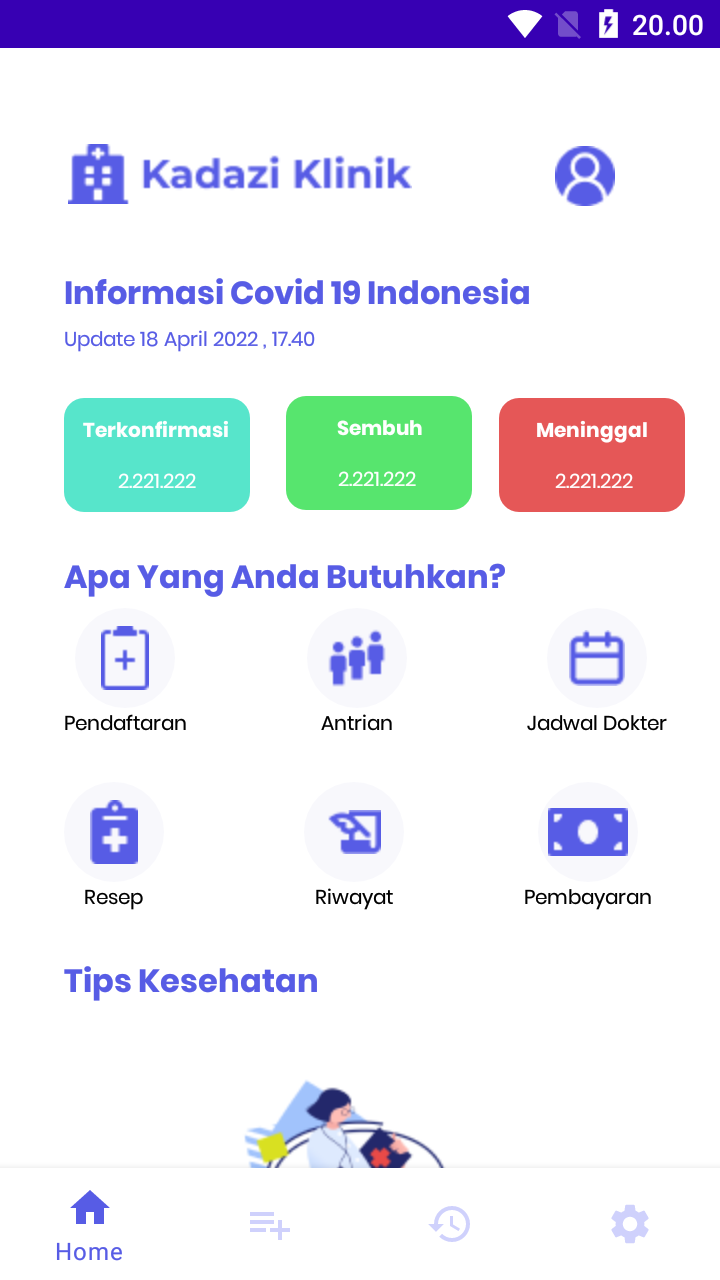 20.00
Kadazi Klinik
Informasi Covid 19 Indonesia
Update 18 April 2022 , 17.40
Terkonfirmasi
Sembuh
Meninggal
2.221.222
2.221.222
2.221.222
Apa Yang Anda Butuhkan?
Pendaftaran
Antrian
Jadwal Dokter
Resep
Riwayat
Pembayaran
Tips Kesehatan
Home